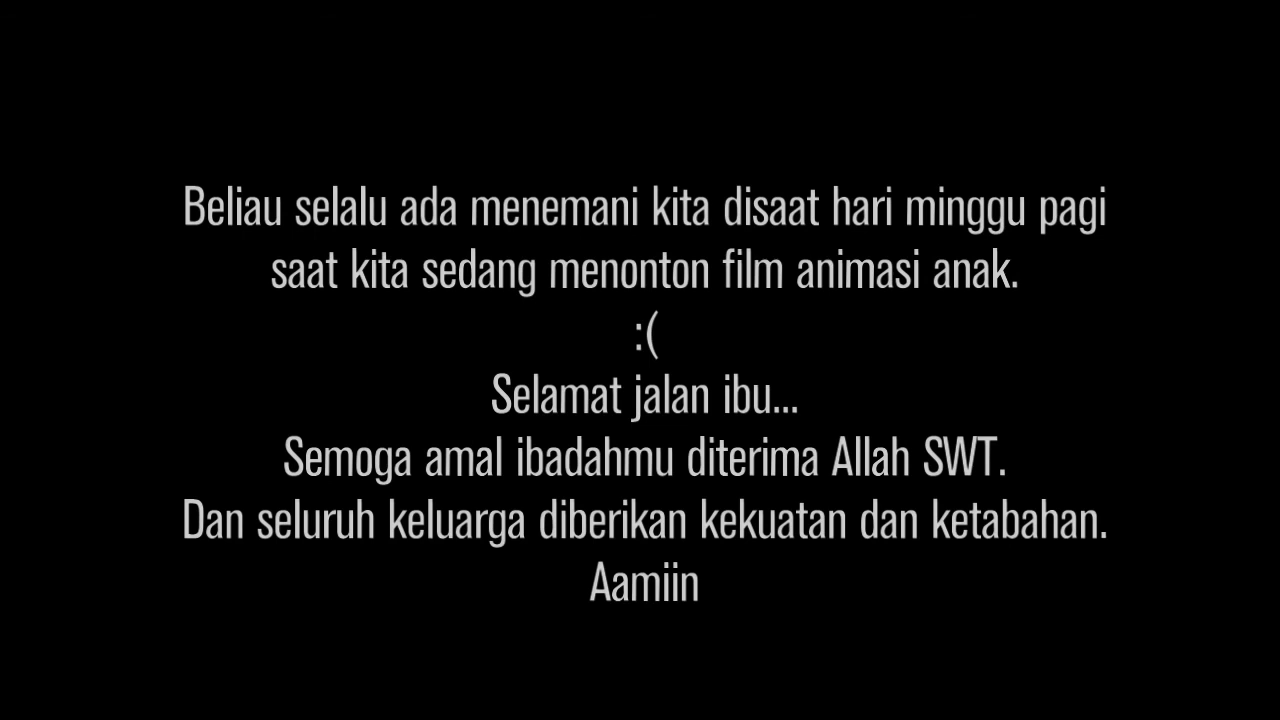 Beliau selalu ada menemani kita disaat hari minggu pagi
saat kita sedang menonton film animasi anak.
:(
Selamat jalan ibu...
Semoga amal ibadahmu diterima Allah SWT.
Dan seluruh keluarga diberikan kekuatan dan ketabahan.
Aamiin